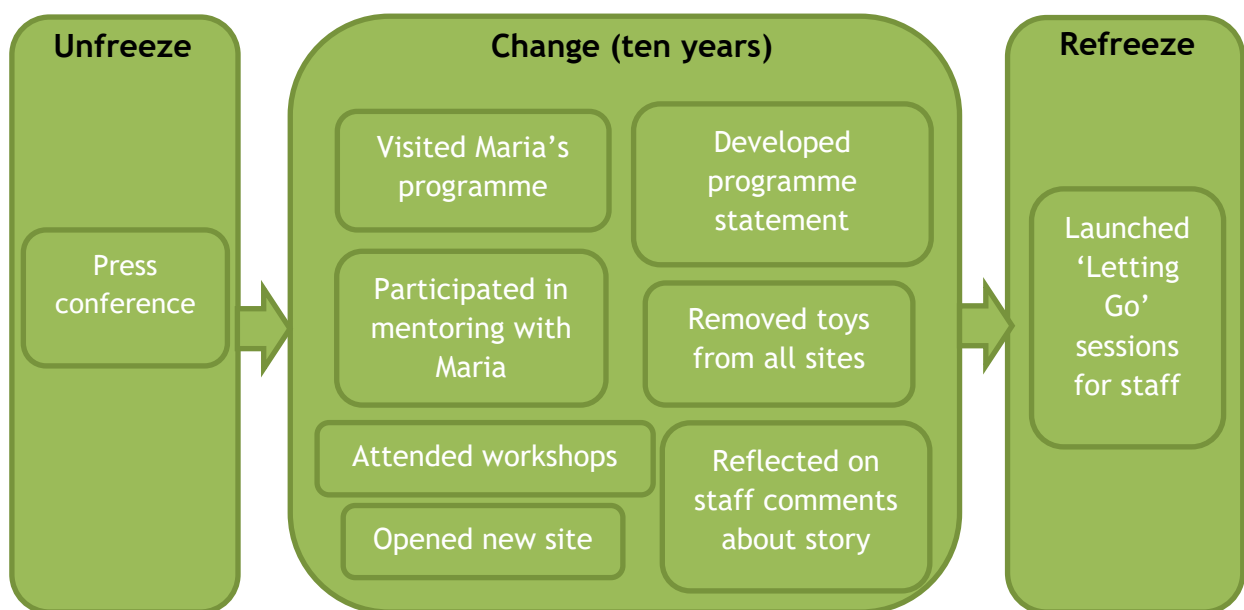 Unfreeze
Press
conference
Change (ten years)
Visited Maria’s
programme
Participated in
mentoring with
Maria
Attended workshops
Opened new site
Developed
programme
statement
Removed toys
from all sites
Reflected on
staff comments
about story
Refreeze
Launched
‘Letting
Go’
sessions
for staff